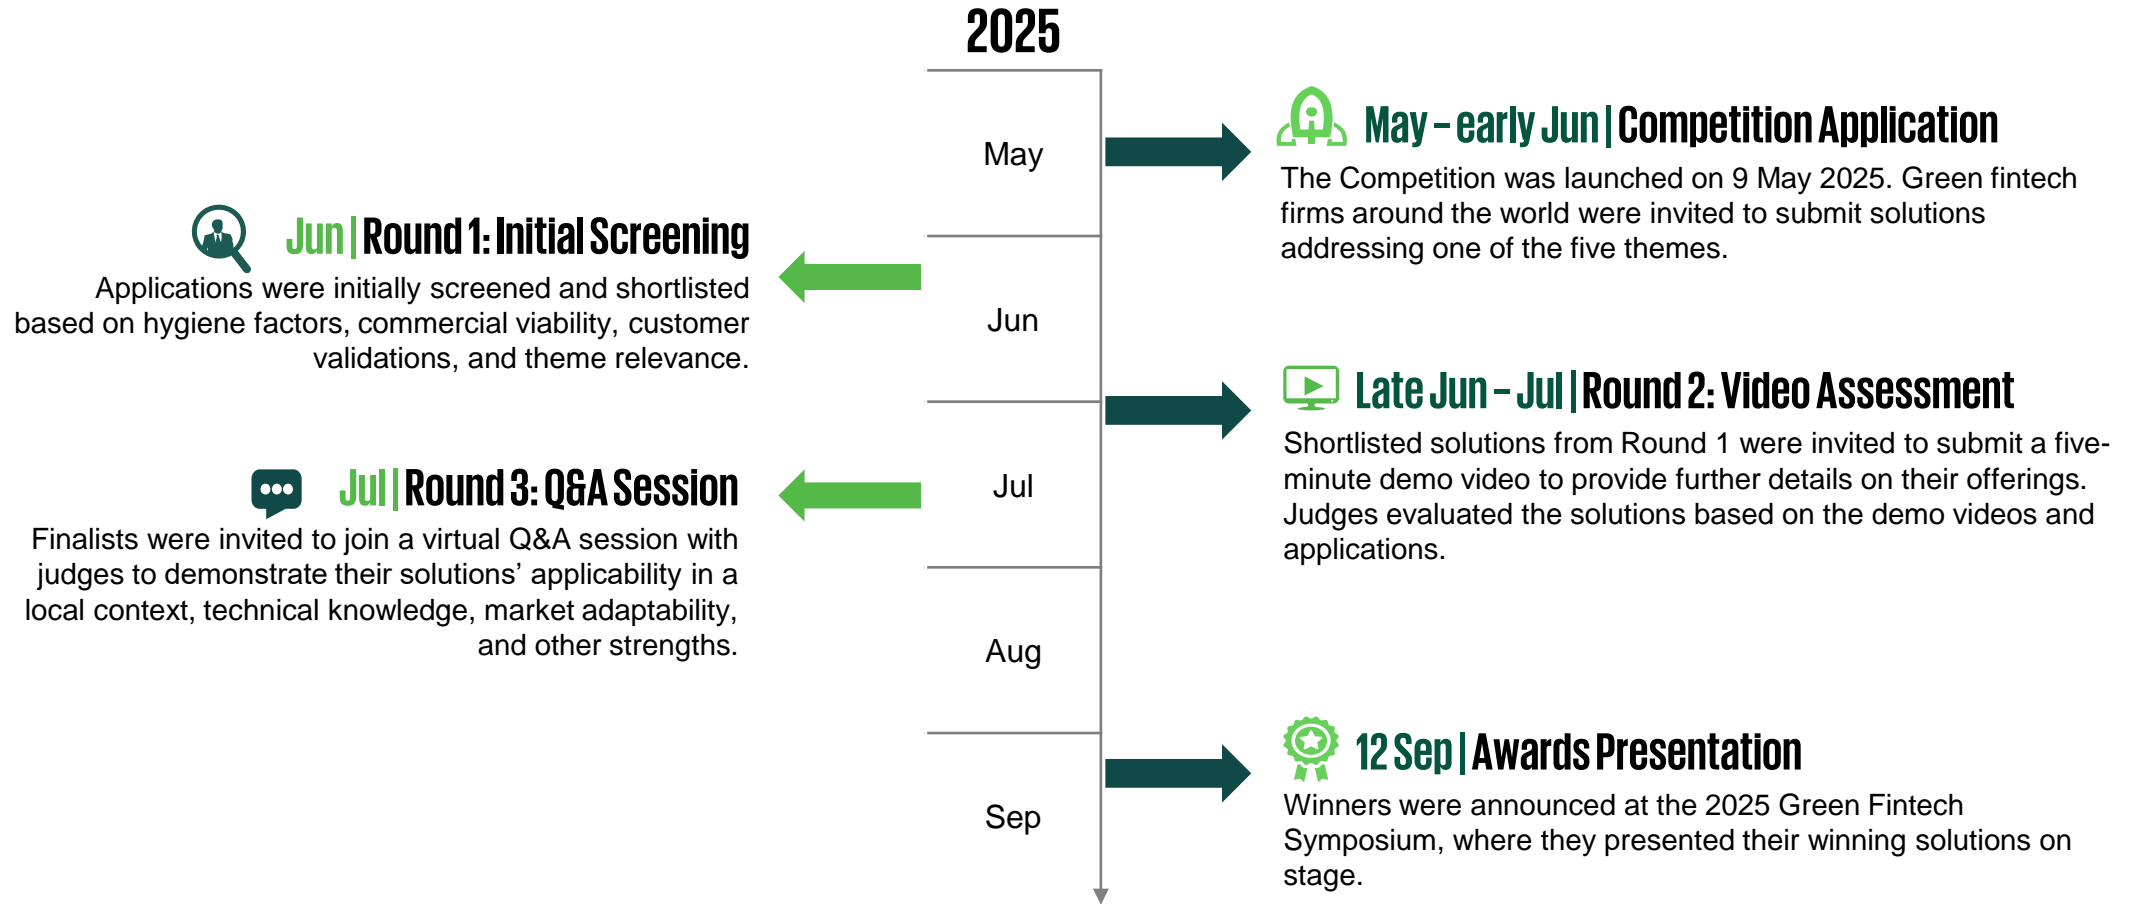 2025
May
May – early Jun | Competition Application
The Competition was launched on 9 May 2025. Green fintech
firms around the world were invited to submit solutions
addressing one of the five themes.
Jun | Round 1: Initial Screening
Applications were initially screened and shortlisted
based on hygiene factors, commercial viability, customer
validations, and theme relevance.
Jun
Late Jun – Jul | Round 2: Video Assessment
Shortlisted solutions from Round 1 were invited to submit a five-
minute demo video to provide further details on their offerings.
Judges evaluated the solutions based on the demo videos and
applications.
Jul
Jul | Round 3: Q&A Session
Finalists were invited to join a virtual Q&A session with
judges to demonstrate their solutions’ applicability in a
local context, technical knowledge, market adaptability,
and other strengths.
Aug
12 Sep | Awards Presentation
Winners were announced at the 2025 Green Fintech
Symposium, where they presented their winning solutions on
stage.
Sep